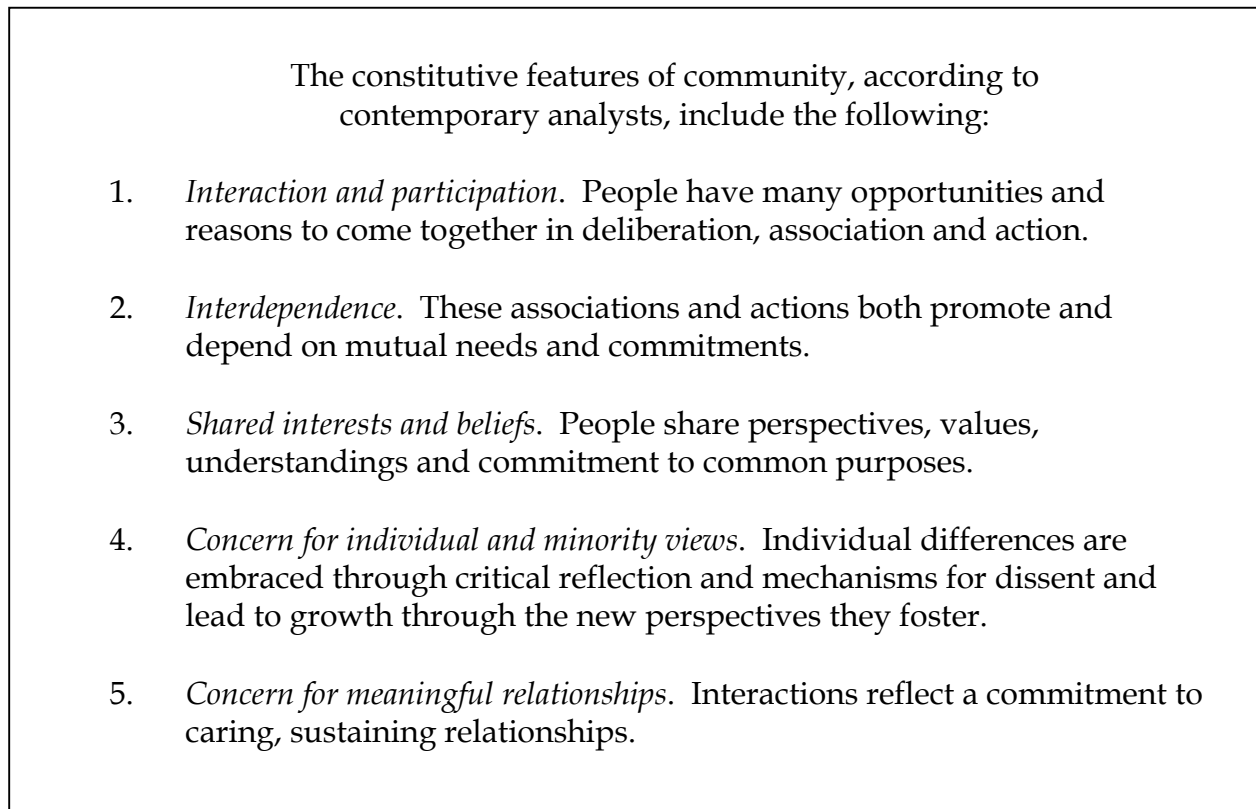 The constitutive features of community, according to
contemporary analysts, include the following:
1. Interaction and participation. People have many opportunities and
reasons to come together in deliberation, association and action.
2. Interdependence. These associations and actions both promote and
depend on mutual needs and commitments.
3. Shared interests and beliefs. People share perspectives, values,
understandings and commitment to common purposes.
4. Concern for individual and minority views. Individual differences are
embraced through critical reflection and mechanisms for dissent and
lead to growth through the new perspectives they foster.
5. Concern for meaningful relationships. Interactions reflect a commitment to
caring, sustaining relationships.